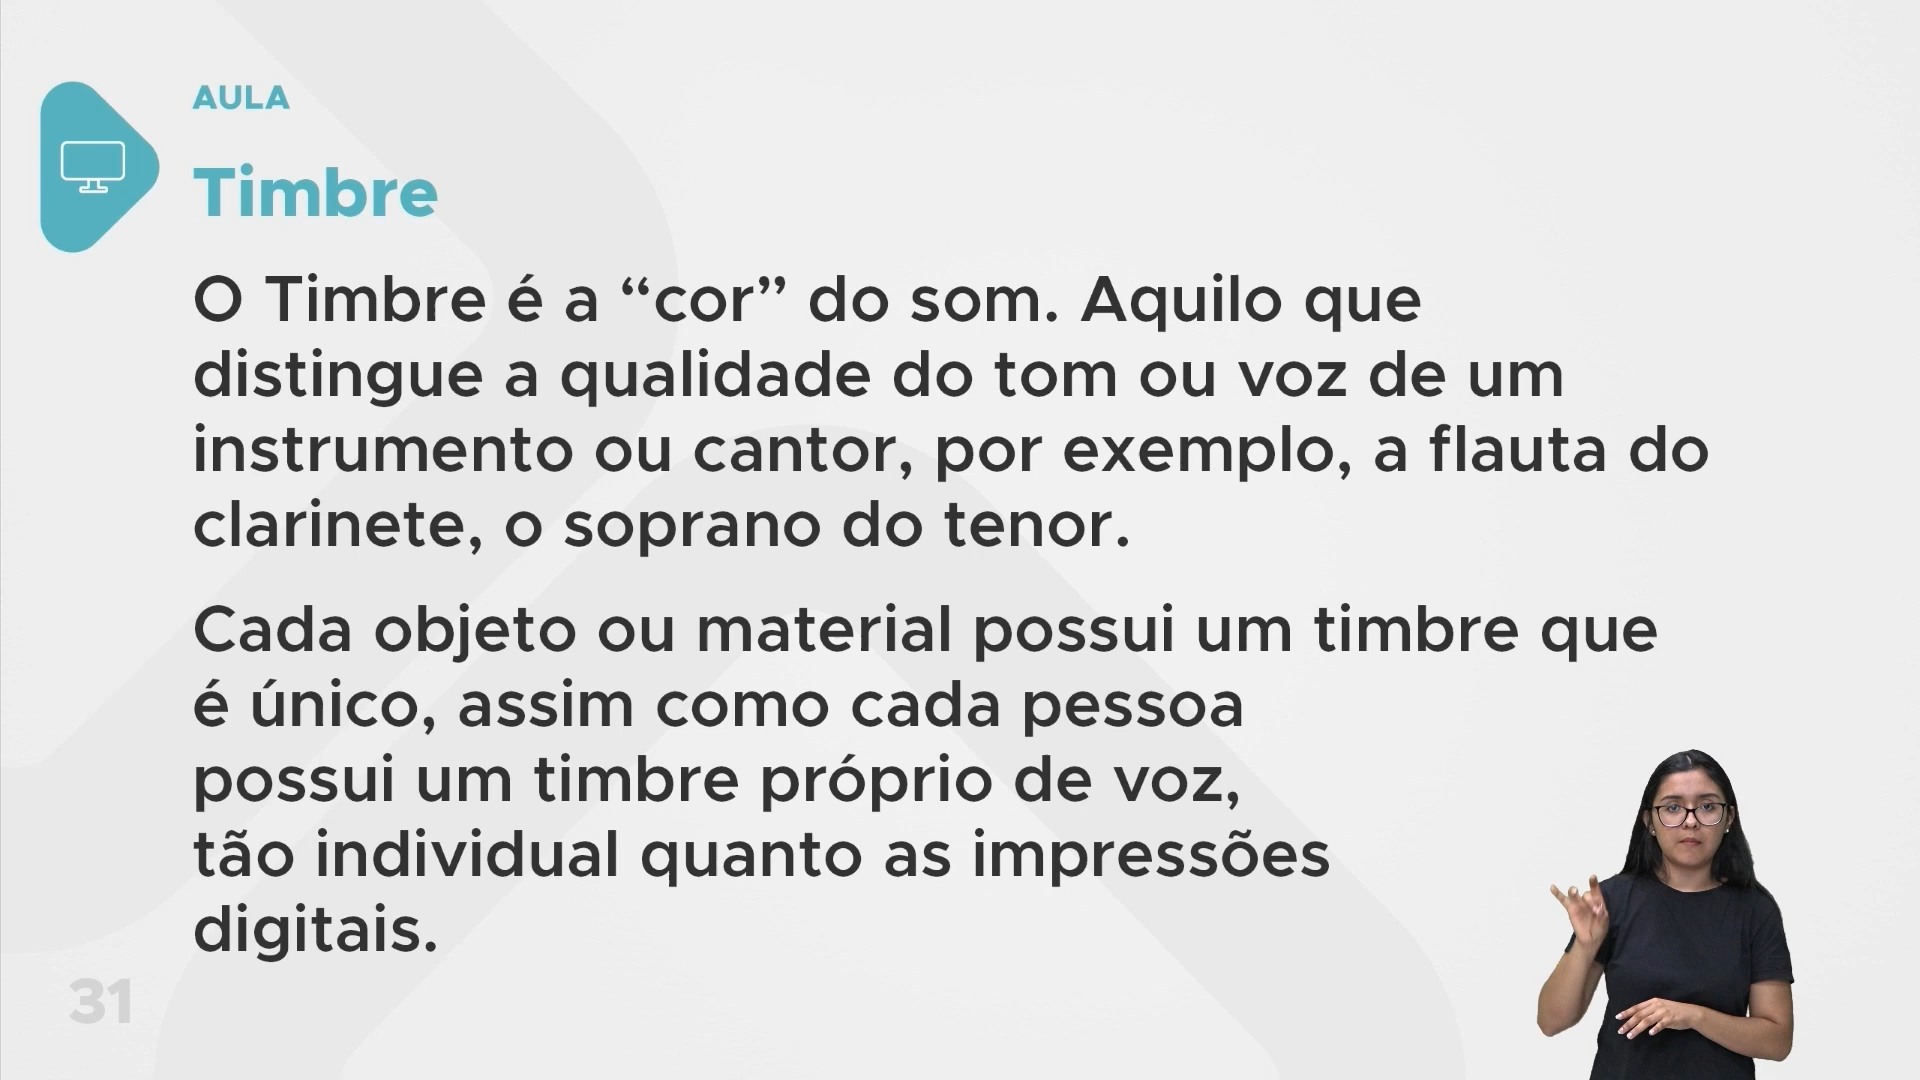 AULA
Timbre
O Timbre é a “cor” do som. Aquilo que
distingue a qualidade do tom ou voz de um
instrumento ou cantor, por exemplo, a flauta do
clarinete, o soprano do tenor.
Cada objeto ou material possui um timbre que
é único, assim como cada pessoa
possui um timbre próprio de voz,
tão individual quanto as impressões
digitais.
31